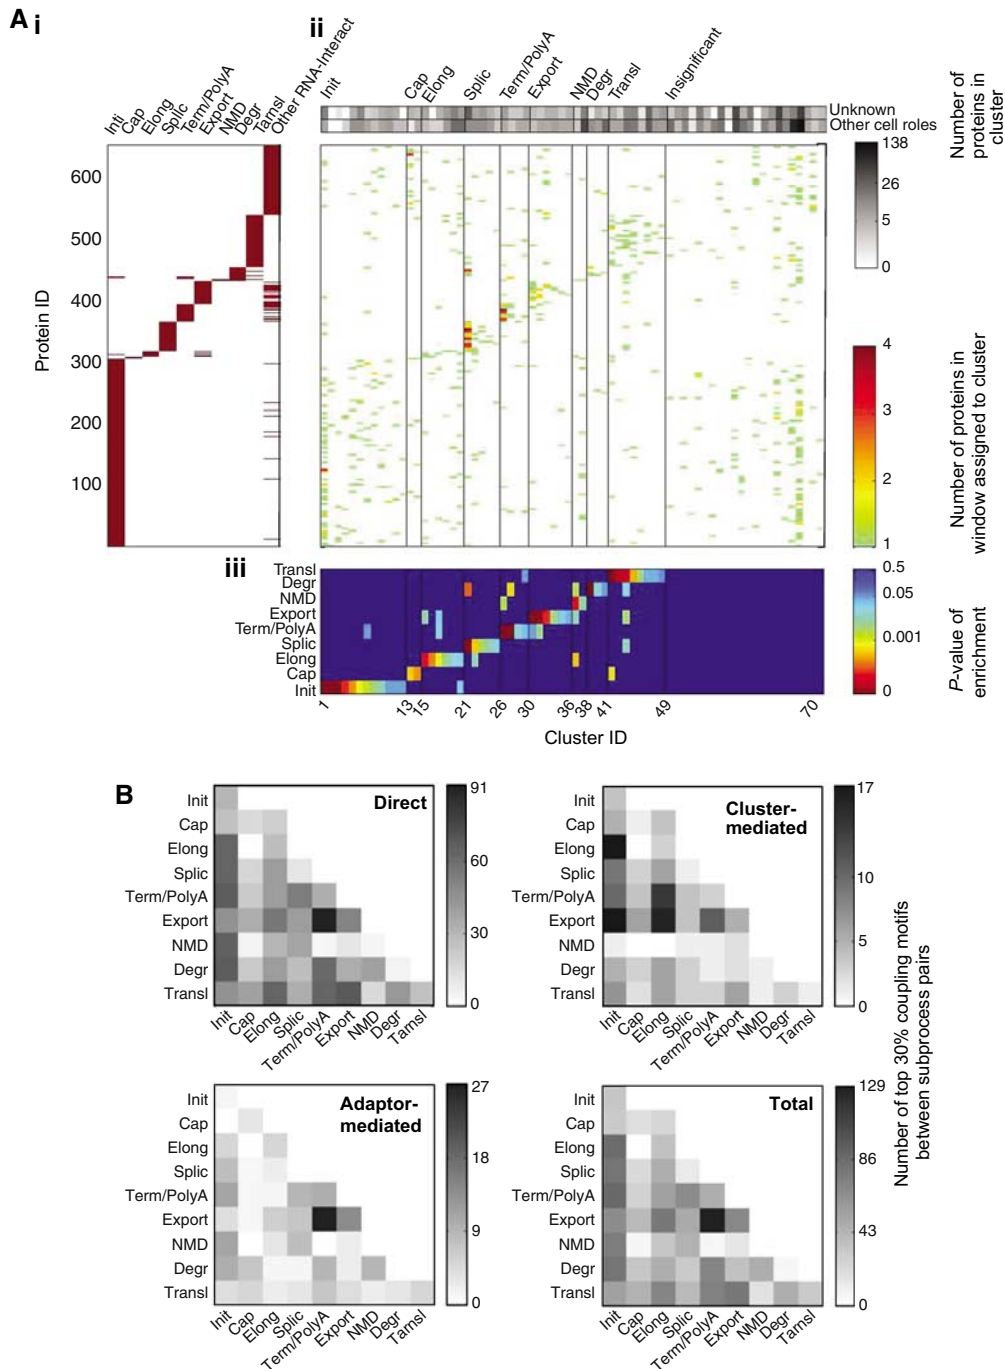 A i
ii
Inti
Cap
Elong
Splic
Term/PolyA
Export
NMD
Degr
Tarnsl
Other RNA-Interact
Init
Cap
Elong
Splic
Term/PolyA
Export
NMD
Degr
Transl
Insignificant
Unknown
Other cell roles
Number of
proteins in
cluster
138
26
5
0
Protein ID
600
500
400
300
200
100
4
3
2
1
Number of proteins in
window assigned to cluster
iii
Transl
Degr
NMD
Export
Term/PolyA
Splic
Elong
Cap
Init
1
13
15
21
26
30
36
38
41
49
70
Cluster ID
0.5
0.05
0.001
0
P-value of
enrichment
B
Direct
Init
Cap
Elong
Splic
Term/PolyA
Export
NMD
Degr
Transl
Init
Cap
Elong
Splic
Term/PolyA
Export
NMD
Degr
Tarnsl
91
60
30
0
Cluster-
mediated
Init
Cap
Elong
Splic
Term/PolyA
Export
NMD
Degr
Transl
Init
Cap
Elong
Splic
Term/PolyA
Export
NMD
Degr
Tarnsl
17
10
5
0
Adaptor-
mediated
Init
Cap
Elong
Splic
Term/PolyA
Export
NMD
Degr
Transl
Init
Cap
Elong
Splic
Term/PolyA
Export
NMD
Degr
Tarnsl
27
18
9
0
Total
Init
Cap
Elong
Splic
Term/PolyA
Export
NMD
Degr
Transl
Init
Cap
Elong
Splic
Term/PolyA
Export
NMD
Degr
Tarnsl
129
86
43
0
Number of top 30% coupling motifs
between subprocess pairs